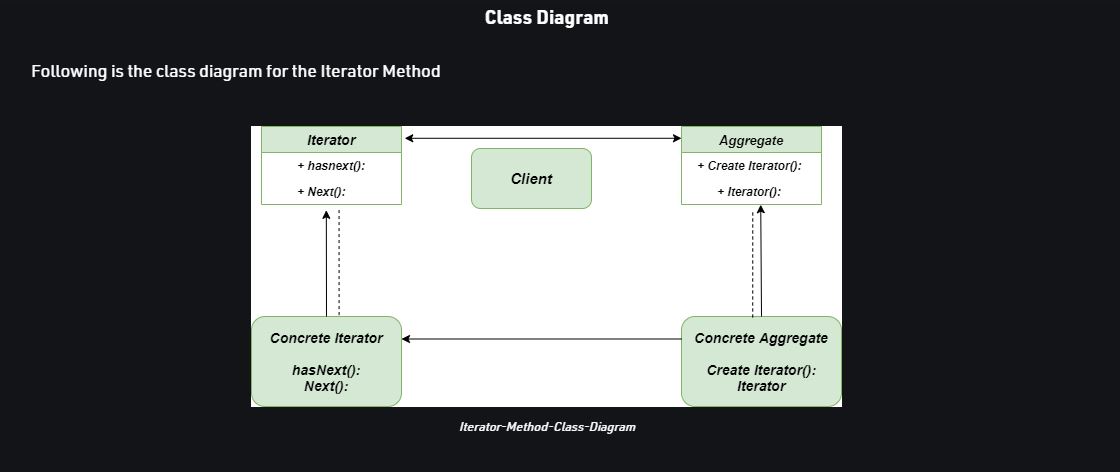 Class Diagram
Following is the class diagram for the Iterator Method
Iterator
+ hasnext():
+ Next():
Client
Aggregate
+ Create Iterator():
+ Iterator():
Concrete Iterator
hasNext():
Next():
Concrete Aggregate
Create Iterator():
Iterator
Iterator-Method-Class-Diagram